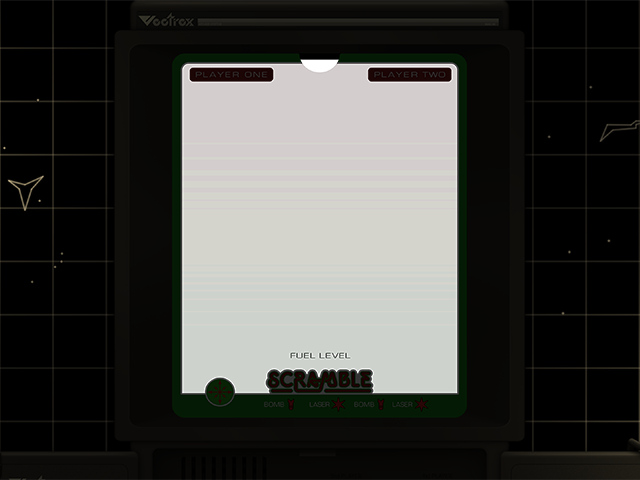 Vectrex
PLAYER ONE
PLAYER TWO
FUEL LEVEL
SCRAMBLE
BOMB LASER BOMB LASER